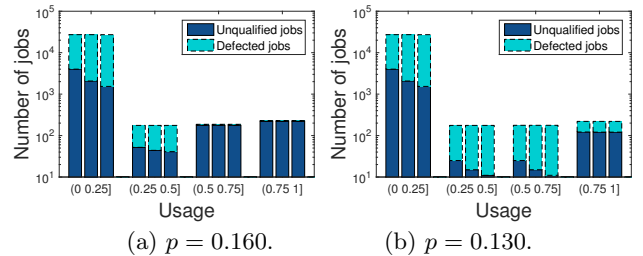 10^5
10^4
10^3
10^2
10^1
Number of jobs
Unqualified jobs
Defected jobs
(0 0.25] (0.25 0.5] (0.5 0.75] (0.75 1]
Usage
(a) p = 0.160.
10^5
10^4
10^3
10^2
10^1
Number of jobs
Unqualified jobs
Defected jobs
(0 0.25] (0.25 0.5] (0.5 0.75] (0.75 1]
Usage
(b) p = 0.130.